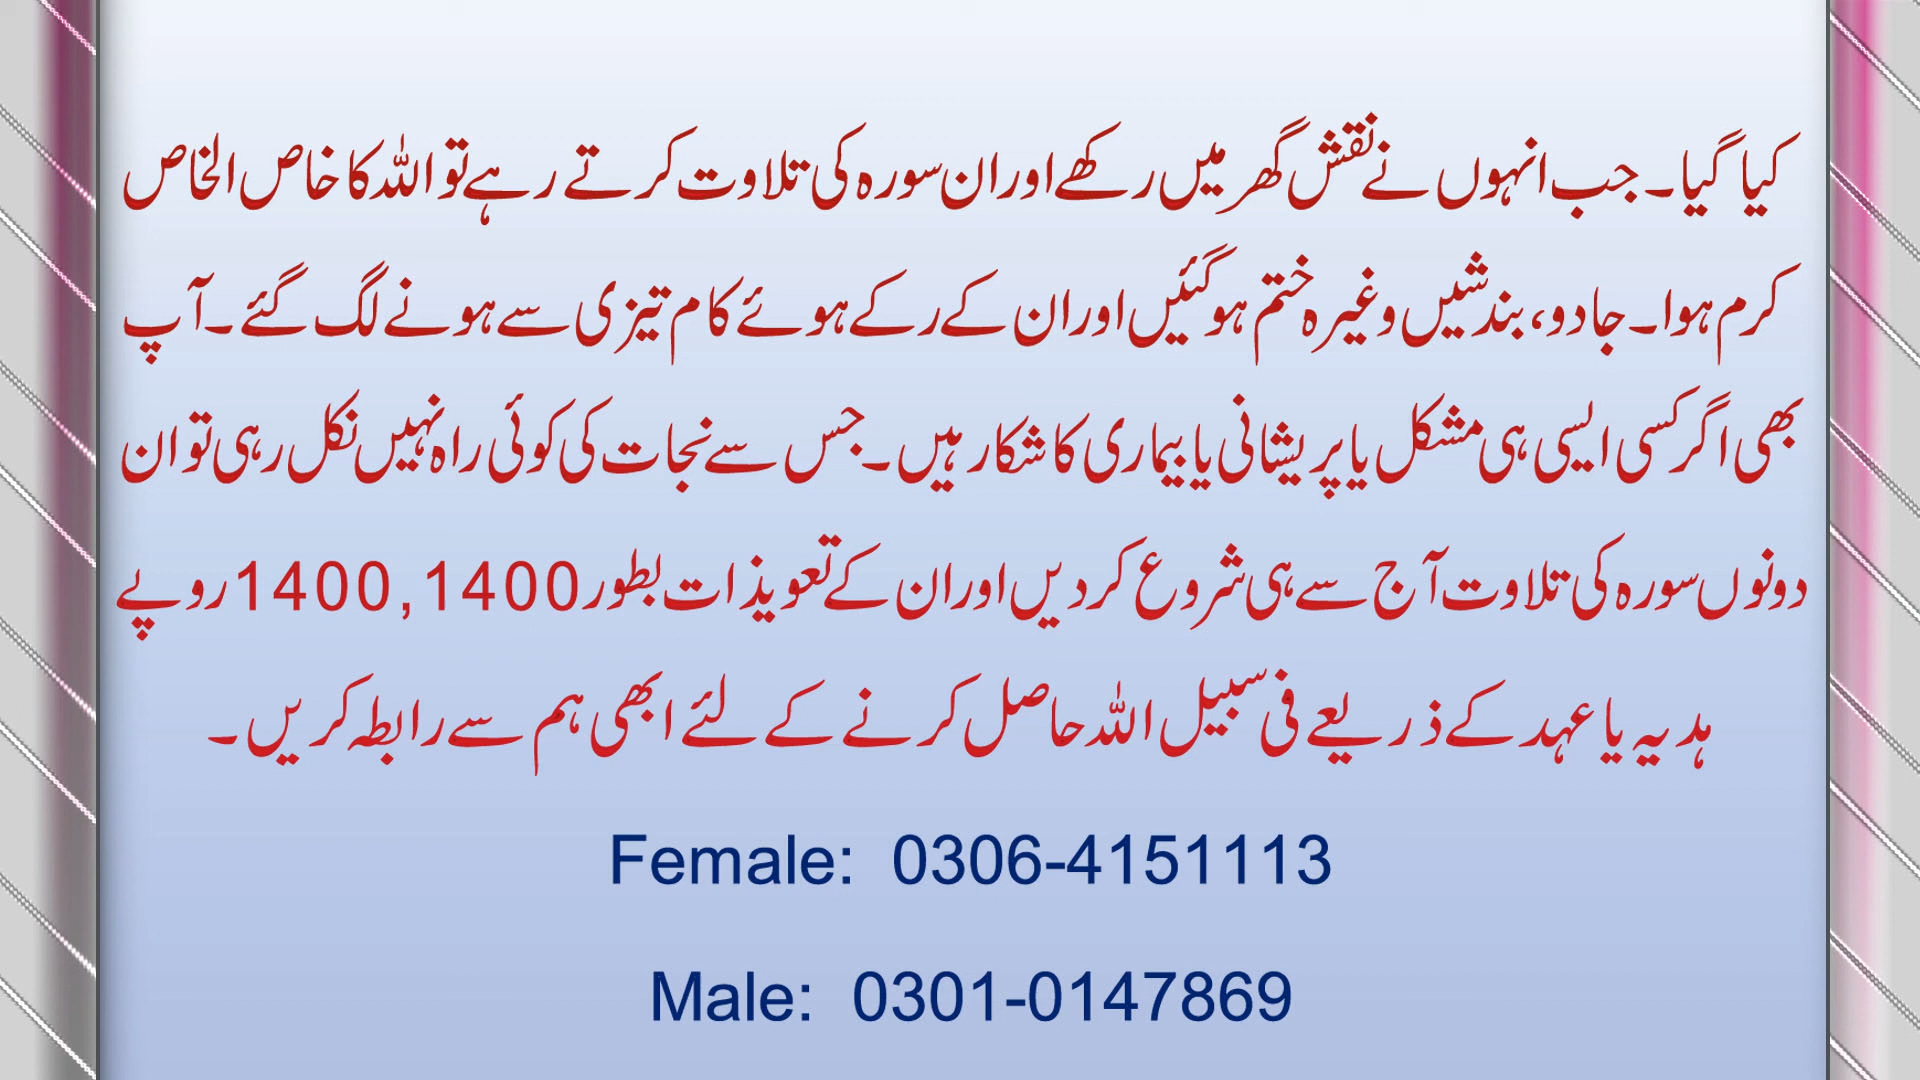 کیا گیا۔ جب انہوں نے نقش گھر میں رکھے اور ان سورہ کی تلاوت کرتے رہے تو اللہ کا خاص الخاص
کرم ہوا۔ جادو، بندشیں وغیرہ ختم ہوگئیں اور ان کے رکے ہوئے کام تیزی سے ہونے لگ گئے۔ آپ
بھی اگر کسی ایسی ہی مشکل یا پریشانی یا بیماری کا شکار ہیں۔ جس سے نجات کی کوئی راہ نہیں نکل رہی تو ان
دونوں سورہ کی تلاوت آج سے ہی شروع کردیں اور ان کے تعویذات بطور 1400,1400 روپے
ہدیہ یا عہد کے ذریعے فی سبیل اللہ حاصل کرنے کے لئے ابھی ہم سے رابطہ کریں۔
Female: 0306-4151113
Male: 0301-0147869